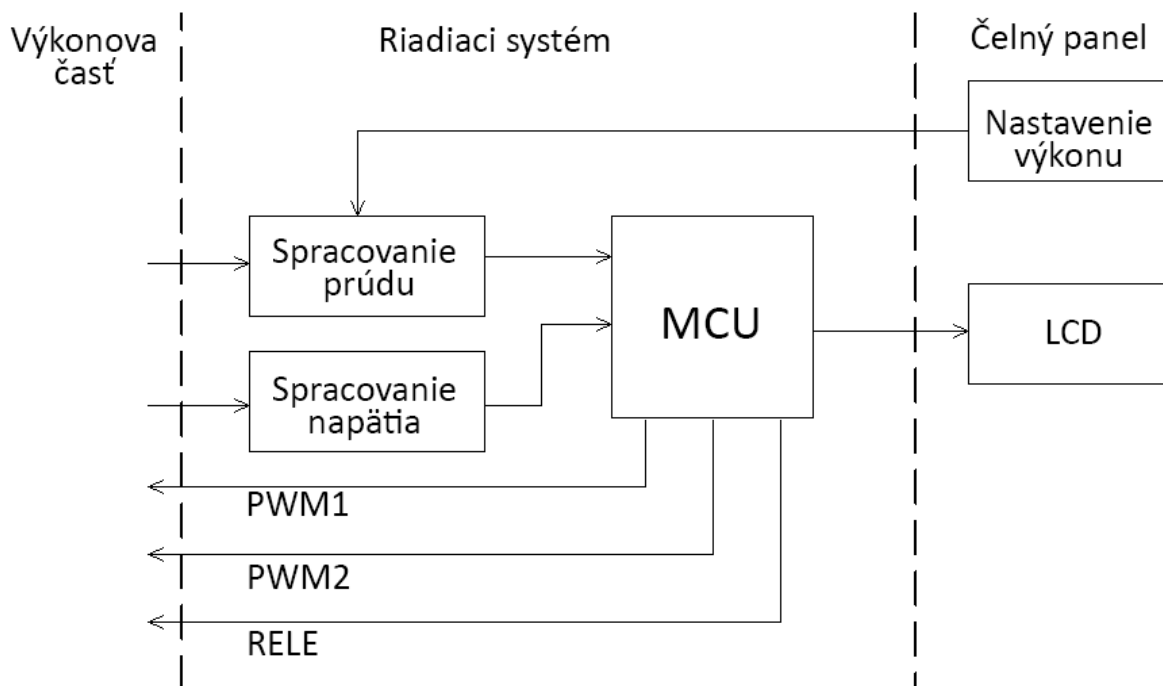 Výkonova
časť
Riadiaci systém
Čelný panel
Nastavenie
výkonu
Spracovanie
prúdu
MCU
LCD
Spracovanie
napätia
PWM1
PWM2
RELE